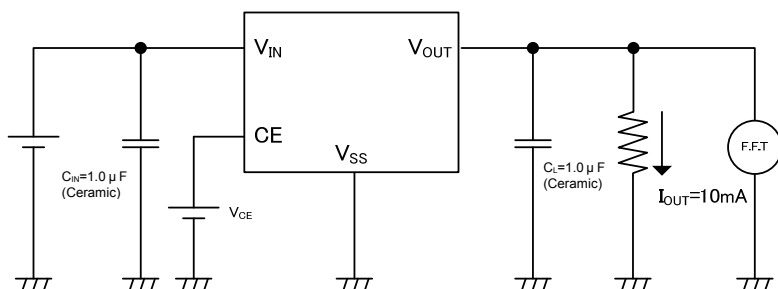 VIN
VOUT
CE
VSS
CIN=1.0 μ F
(Ceramic)
VCE
CL=1.0 μ F
(Ceramic)
IOUT=10mA
F.F.T